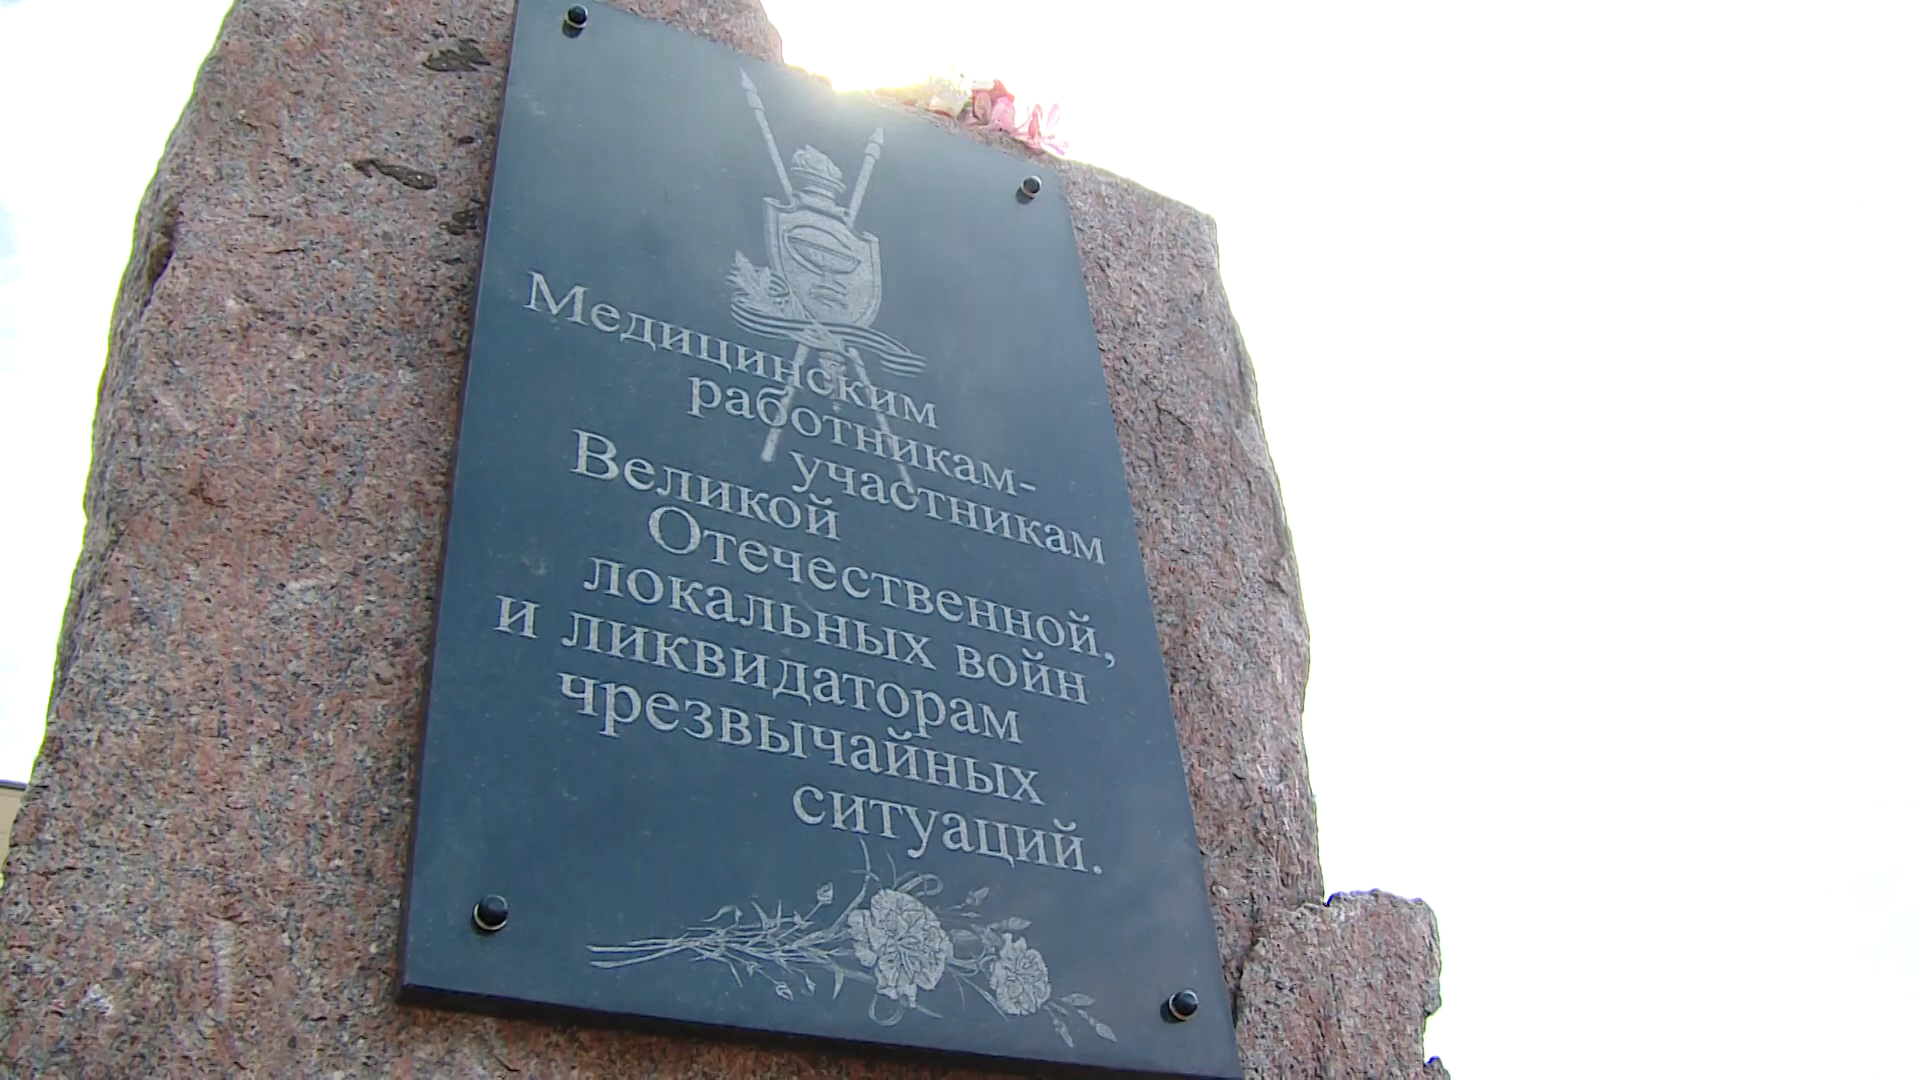 Медицинским
работникам-
участникам
Великой
Отечественной,
локальных войн
и ликвидаторам
чрезвычайных
ситуаций.